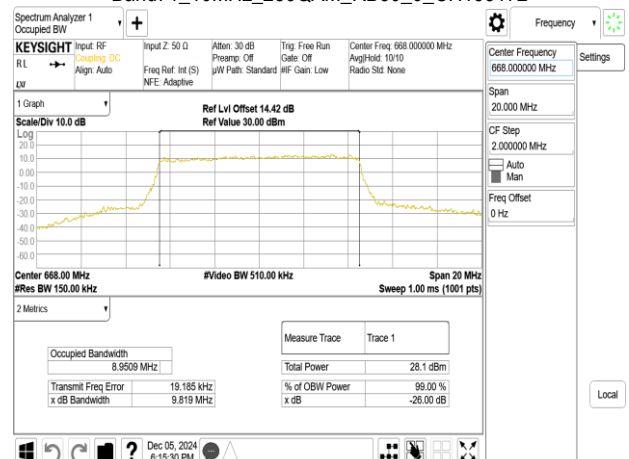 Spectrum Analyzer 1
Occupied BW
Frequency
KEYSIGHT
RL
LXI
Input: RF
Coupling: DC
Align: Auto
Input Z: 50 Ω
Freq Ref: Int (S)
NFE: Adaptive
Atten: 30 dB
Preamp: Off
µW Path: Standard
Trig: Free Run
Gate: Off
#IF Gain: Low
Center Freq: 668.000000 MHz
Avg|Hold: 10/10
Radio Std: None
Center Frequency
668.000000 MHz
Settings
Span
20.000 MHz
CF Step
2.000000 MHz
Auto
Man
Freq Offset
0 Hz
Local
1 Graph
Scale/Div 10.0 dB
Ref Lvl Offset 14.42 dB
Ref Value 30.00 dBm
Log
20.0
10.0
0.00
-10.0
-20.0
-30.0
-40.0
-50.0
-60.0
Center 668.00 MHz
#Res BW 150.00 kHz
#Video BW 510.00 kHz
Span 20 MHz
Sweep 1.00 ms (1001 pts)
2 Metrics
Measure Trace
Trace 1
Occupied Bandwidth
8.9509 MHz
Total Power
28.1 dBm
Transmit Freq Error
19.185 kHz
% of OBW Power
99.00 %
x dB Bandwidth
9.819 MHz
x dB
-26.00 dB
Dec 05, 2024
6:15:30 PM